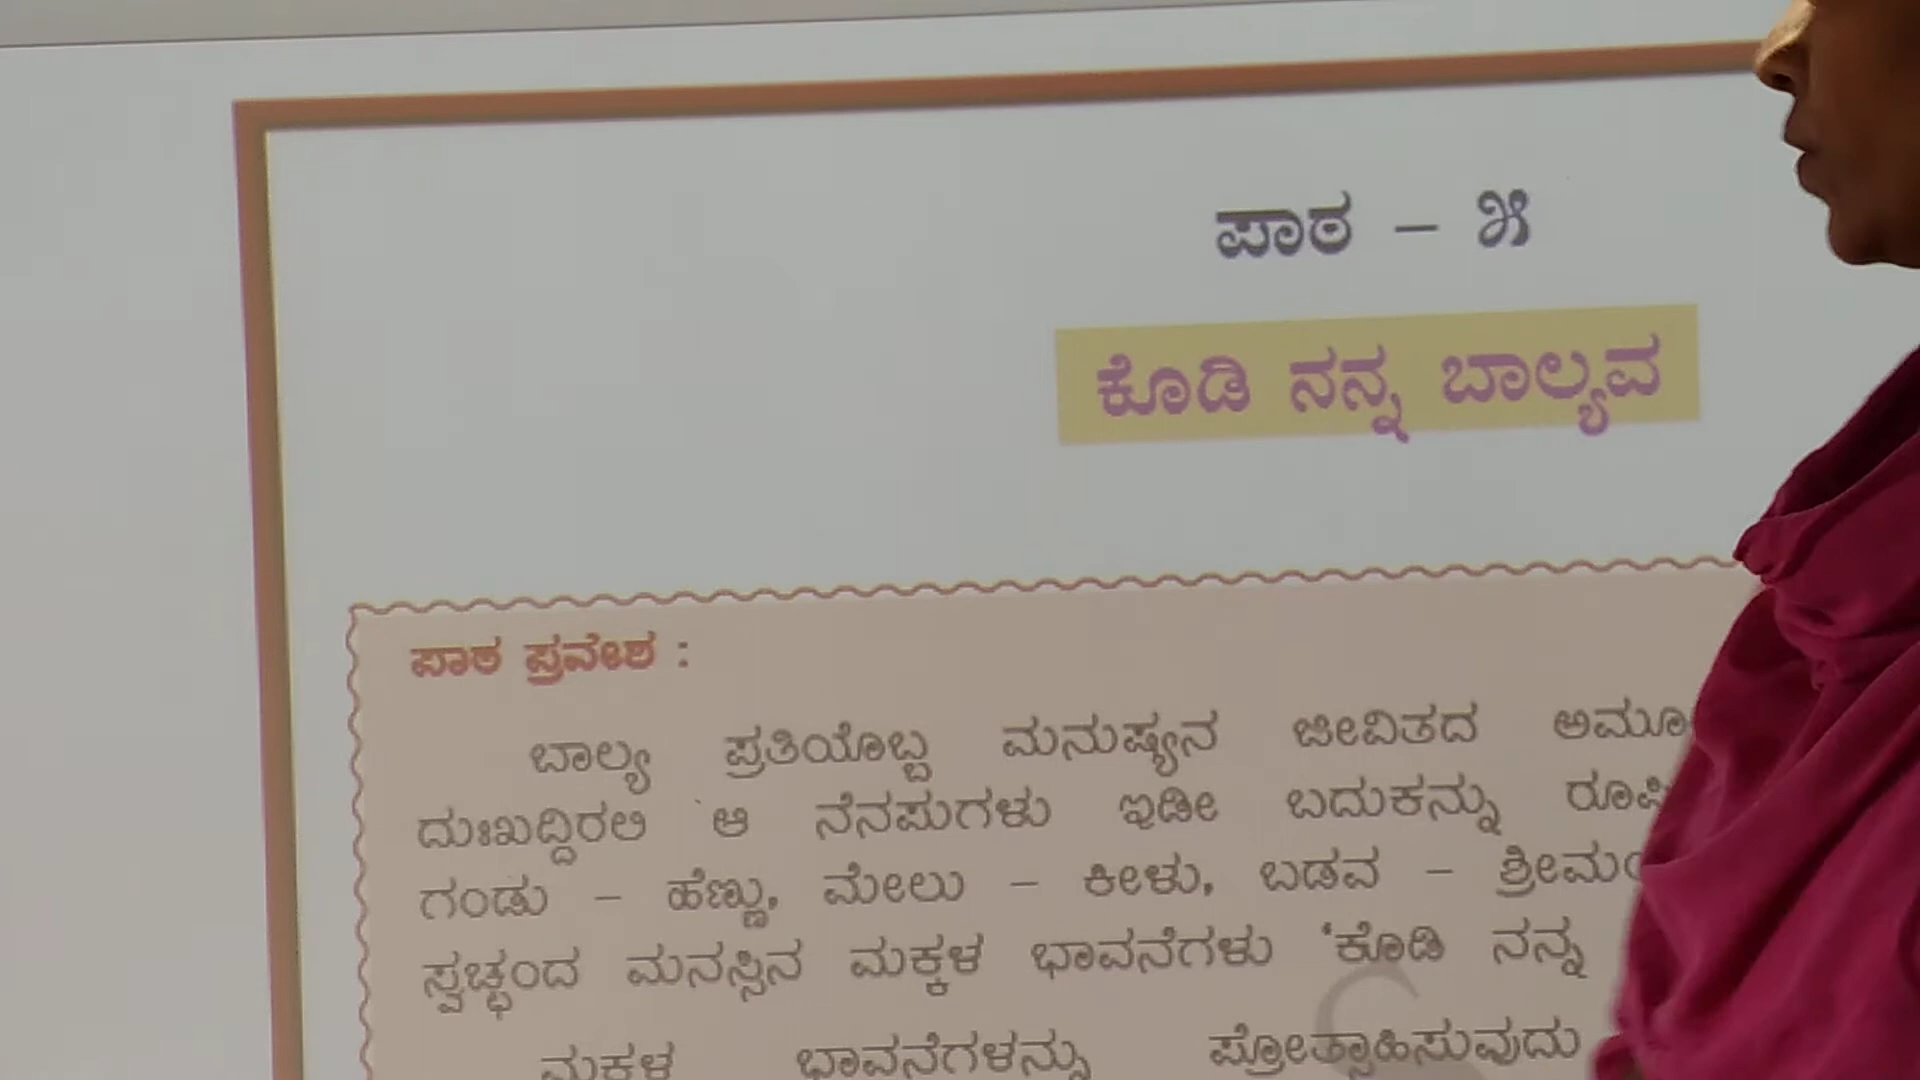 ಪಾಠ – ೫
ಕೊಡಿ ನನ್ನ ಬಾಲ್ಯವ
ಪಾಠ ಪ್ರವೇಶ :
ಬಾಲ್ಯ ಪ್ರತಿಯೊಬ್ಬ ಮನುಷ್ಯನ ಜೀವಿತದ
ದುಃಖದ್ದಿರಲಿ ಆ ನೆನಪುಗಳು ಇಡೀ ಬದುಕನ್ನು
ಗಂಡು – ಹೆಣ್ಣು, ಮೇಲು – ಕೀಳು, ಬಡವ –
ಸ್ವಚ್ಛಂದ ಮನಸ್ಸಿನ ಮಕ್ಕಳ ಭಾವನೆಗಳು ‘ಕೊಡಿ ನನ್ನ
ಮಕ್ಕಳ ಭಾವನೆಗಳನ್ನು ಪ್ರೋತ್ಸಾಹಿಸುವುದು